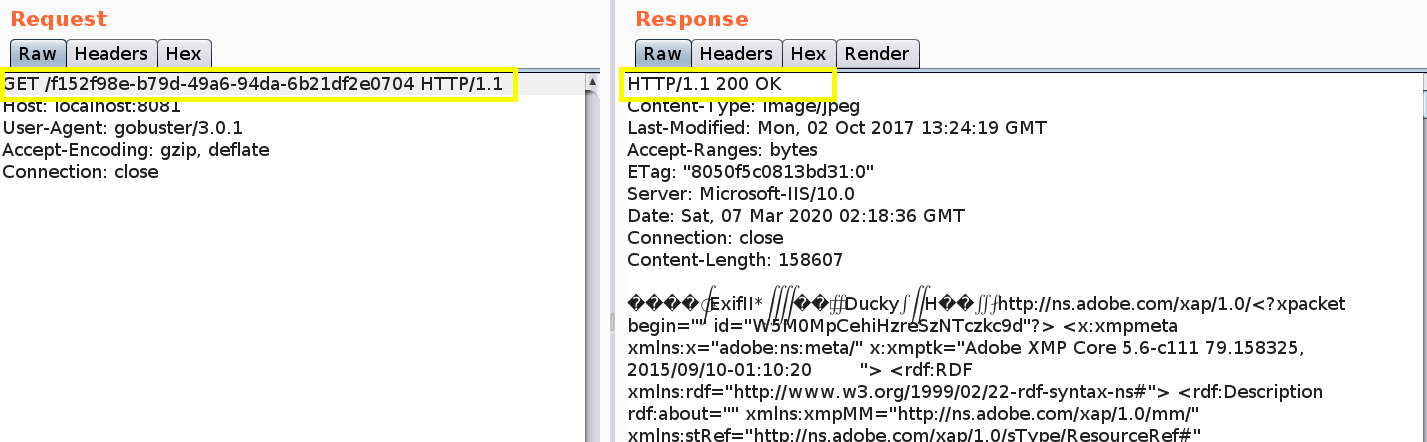 Request
Raw Headers Hex
GET /f152f98e-b79d-49a6-94da-6b21df2e0704 HTTP/1.1
Host: localhost:8081
User-Agent: gobuster/3.0.1
Accept-Encoding: gzip, deflate
Connection: close
Response
Raw Headers Hex Render
HTTP/1.1 200 OK
Content-Type: image/jpeg
Last-Modified: Mon, 02 Oct 2017 13:24:19 GMT
Accept-Ranges: bytes
ETag: "8050f5c0813bd31:0"
Server: Microsoft-IIS/10.0
Date: Sat, 07 Mar 2020 02:18:36 GMT
Connection: close
Content-Length: 158607
ExifII* Ducky H http://ns.adobe.com/xap/1.0/<?xpacket
begin="" id="W5M0MpCehiHzreSzNTczkc9d"?> <x:xmpmeta
xmlns:x="adobe:ns:meta/" x:xmptk="Adobe XMP Core 5.6-c111 79.158325,
2015/09/10-01:10:20 "> <rdf:RDF
xmlns:rdf="http://www.w3.org/1999/02/22-rdf-syntax-ns#"> <rdf:Description
rdf:about="" xmlns:xmpMM="http://ns.adobe.com/xap/1.0/mm/"
xmlns:stRef="http://ns.adobe.com/xap/1.0/sType/ResourceRef#"